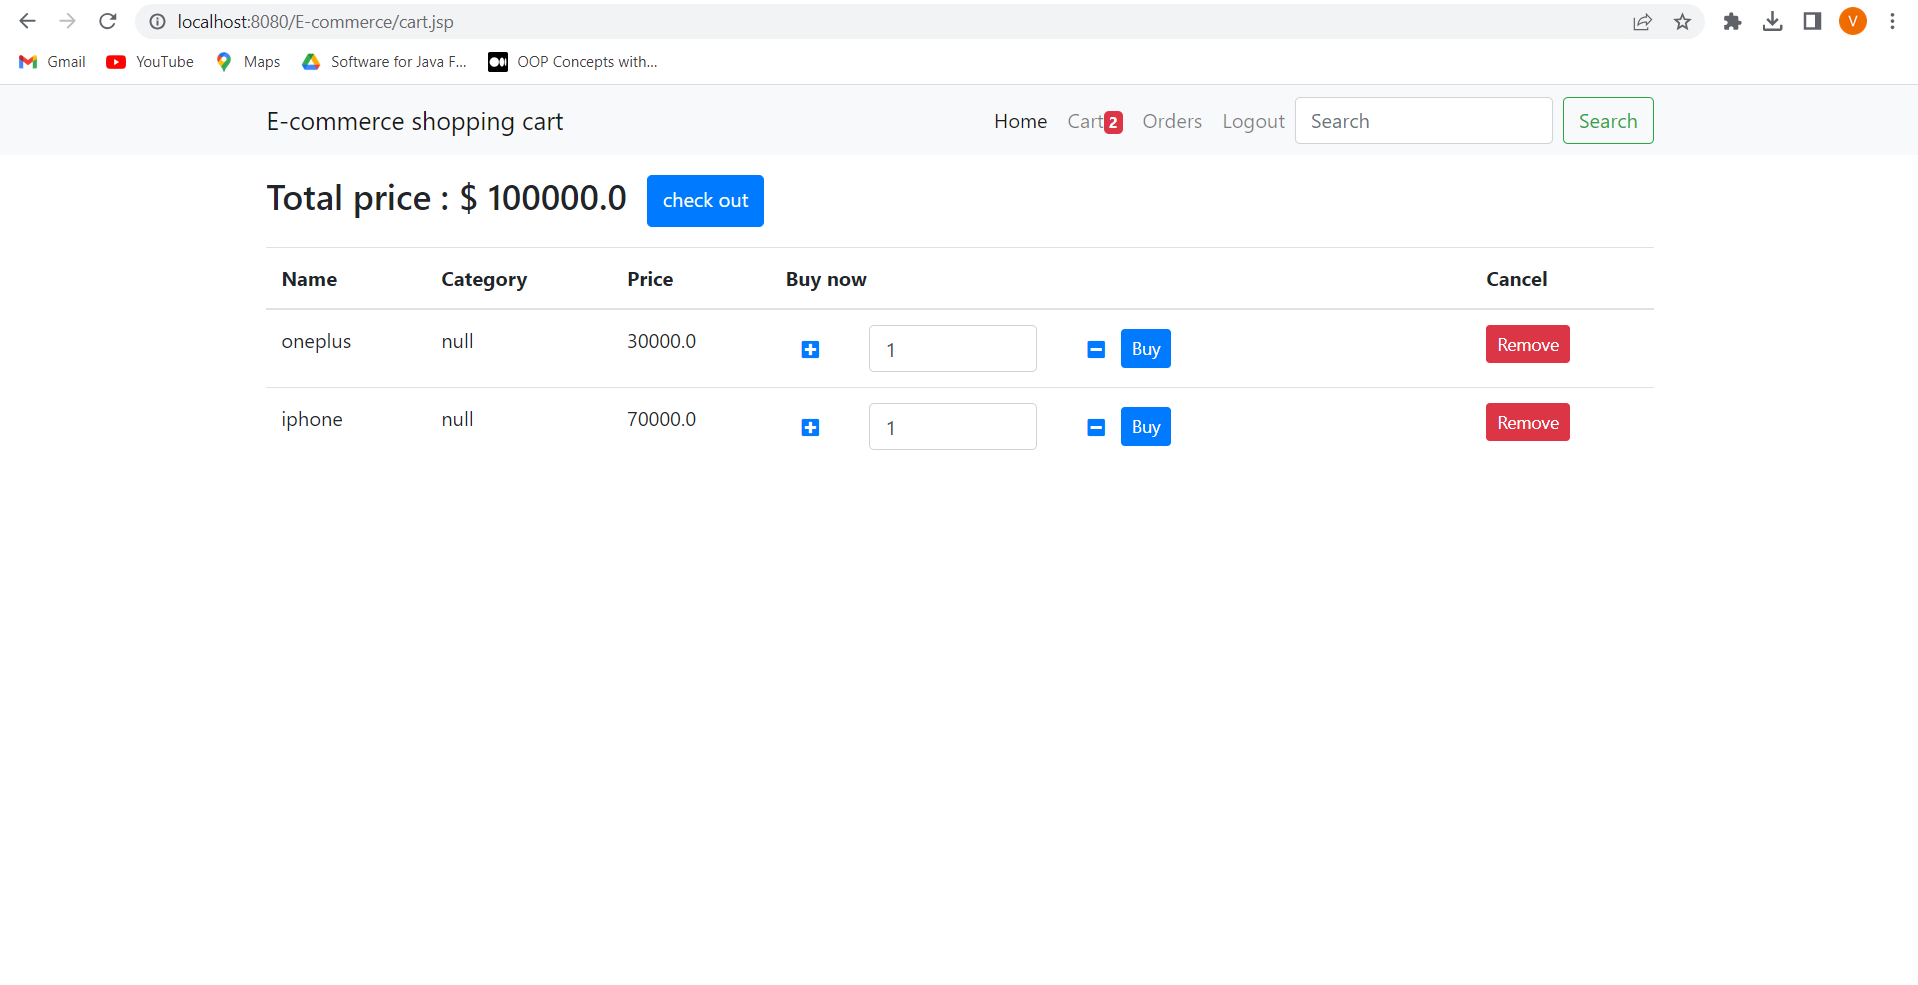 localhost:8080/E-commerce/cart.jsp
V
Gmail YouTube Maps Software for Java F... OOP Concepts with...
E-commerce shopping cart Home Cart 2 Orders Logout Search Search
Total price : $ 100000.0 check out
Name Category Price Buy now Cancel
oneplus null 30000.0 1 Buy Remove
iphone null 70000.0 1 Buy Remove